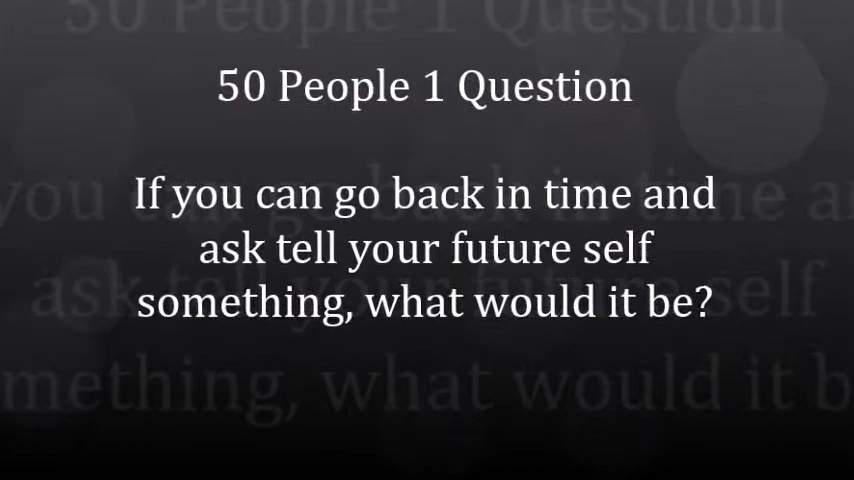 50 People 1 Question
If you can go back in time and
ask tell your future self
something, what would it be?